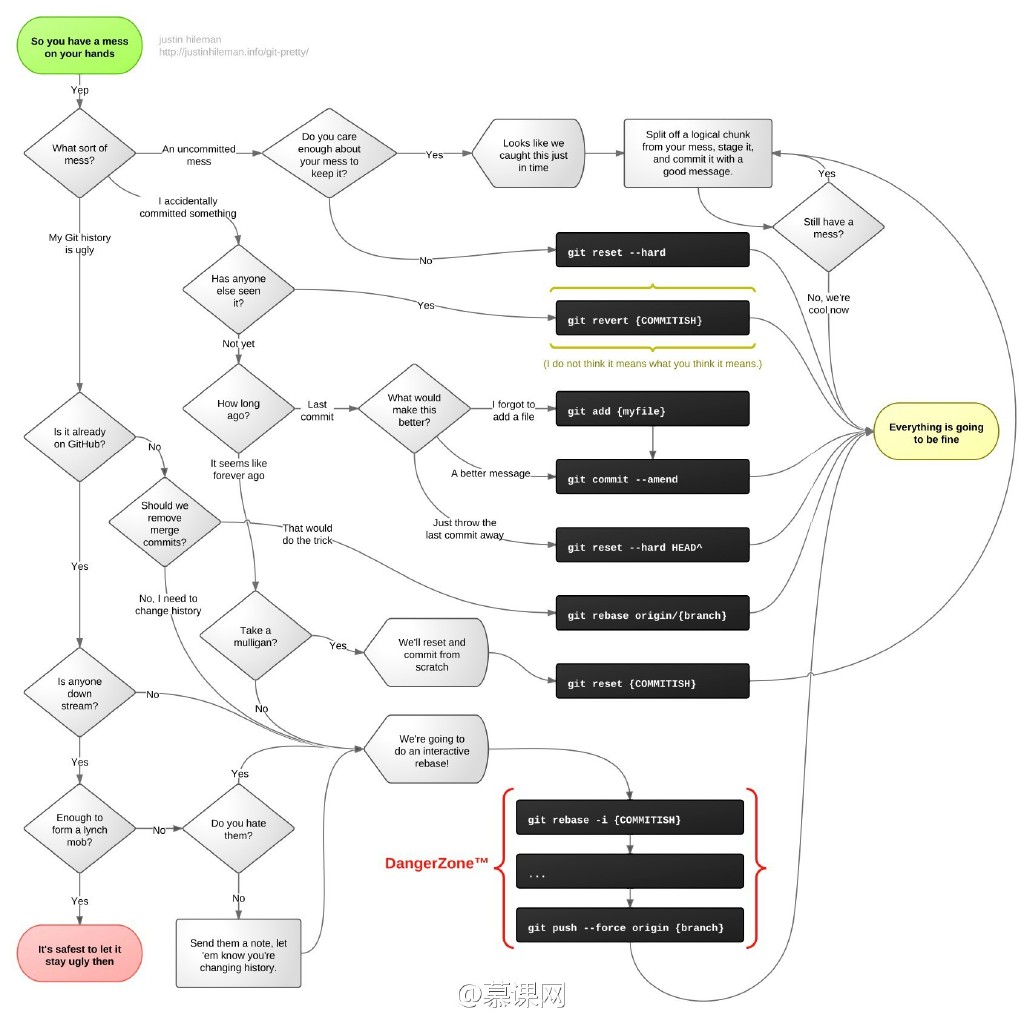 So you have a mess
on your hands
justin hileman
http://justinhileman.info/git-pretty/
Yep
What sort of
mess?
An uncommitted
mess
Do you care
enough about
your mess to
keep it?
Yes
Looks like we
caught this just
in time
Split off a logical chunk
from your mess, stage it,
and commit it with a
good message.
Yes
Still have a
mess?
No, we're
cool now
I accidentally
committed something
My Git history
is ugly
No
git reset --hard
Has anyone
else seen
it?
Yes
git revert {COMMITISH}
(I do not think it means what you think it means.)
Not yet
How long
ago?
Last
commit
What would
make this
better?
I forgot to
add a file
git add {myfile}
Everything is going
to be fine
Is it already
on GitHub?
No
It seems like
forever ago
A better message
git commit --amend
Just throw the
last commit away
git reset --hard HEAD^
Should we
remove
merge
commits?
That would
do the trick
Yes
No, I need to
change history
git rebase origin/{branch}
Take a
mulligan?
Yes
We'll reset and
commit from
scratch
git reset {COMMITISH}
Is anyone
down
stream?
No
No
We're going to
do an interactive
rebase!
Yes
Yes
Enough to
form a lynch
mob?
No
Do you hate
them?
git rebase -i {COMMITISH}
DangerZone™
...
git push --force origin {branch}
Yes
No
It's safest to let it
stay ugly then
Send them a note, let
'em know you're
changing history.
@慕课网